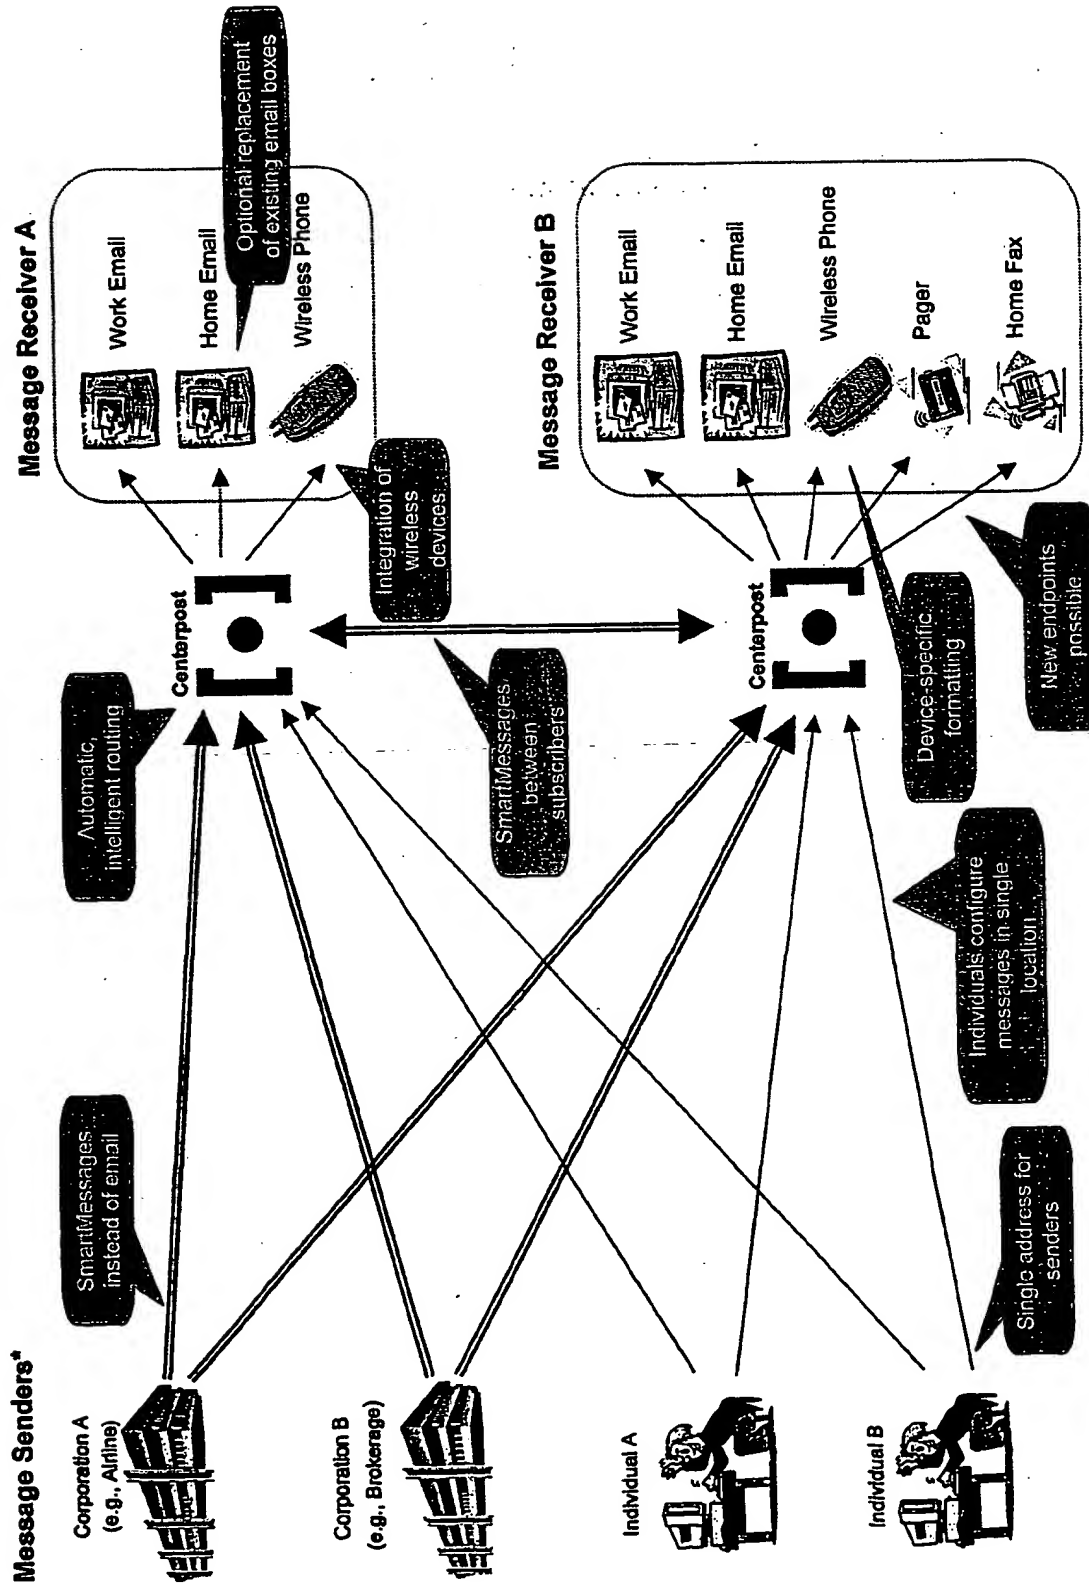 Message Senders*
Corporation A
(e.g., Airline)
Corporation B
(e.g., Brokerage)
Individual A
Individual B
SmartMessages
instead of email
Single address for
senders
Automatic,
intelligent routing
Individuals configure
messages in single
location
SmartMessages
between
subscribers
Device-specific
formatting
New endpoints
possible
Centerpost
Centerpost
Integration of
wireless
devices
Message Receiver A
Work Email
Home Email
Wireless Phone
Optional replacement
of existing email boxes
Message Receiver B
Work Email
Home Email
Wireless Phone
Pager
Home Fax